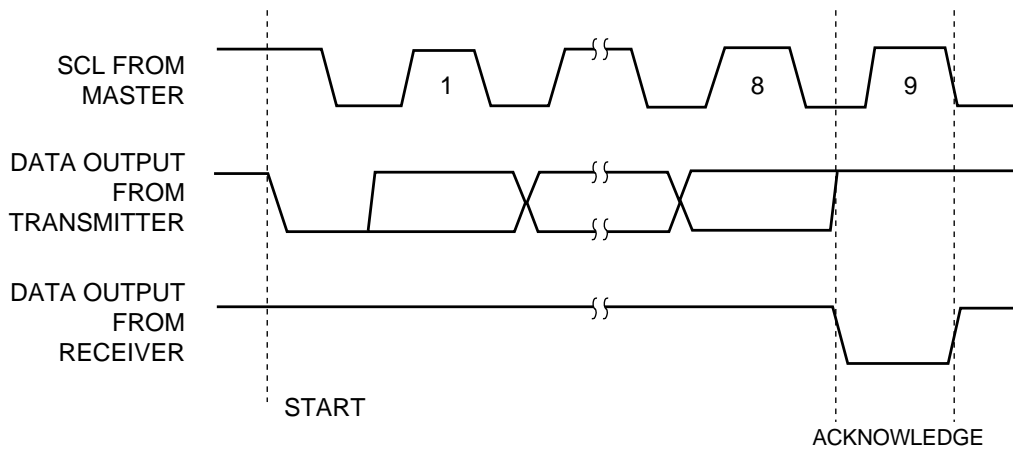 SCL FROM
MASTER
1
8
9
DATA OUTPUT
FROM
TRANSMITTER
DATA OUTPUT
FROM
RECEIVER
START
ACKNOWLEDGE